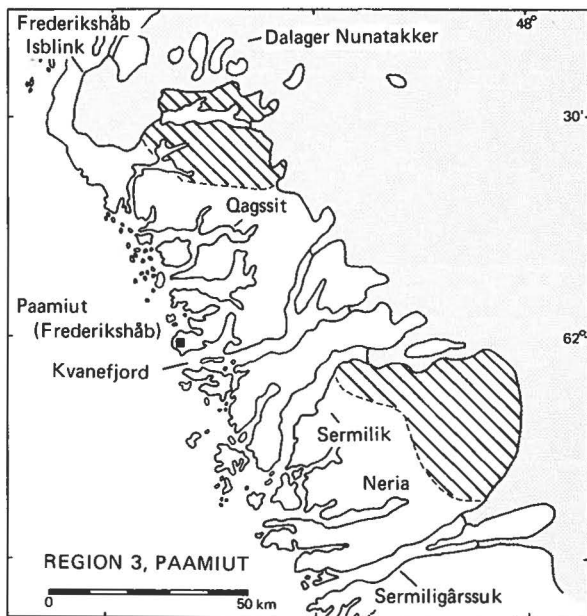 Frederikshåb
Isblink
Dalager Nunatakker
48°
30'
Qagssit
Paamiut
(Frederikshåb)
62°
Kvanefjord
Sermilik
Neria
REGION 3, PAAMIUT
0
50 km
Sermiligârssuk